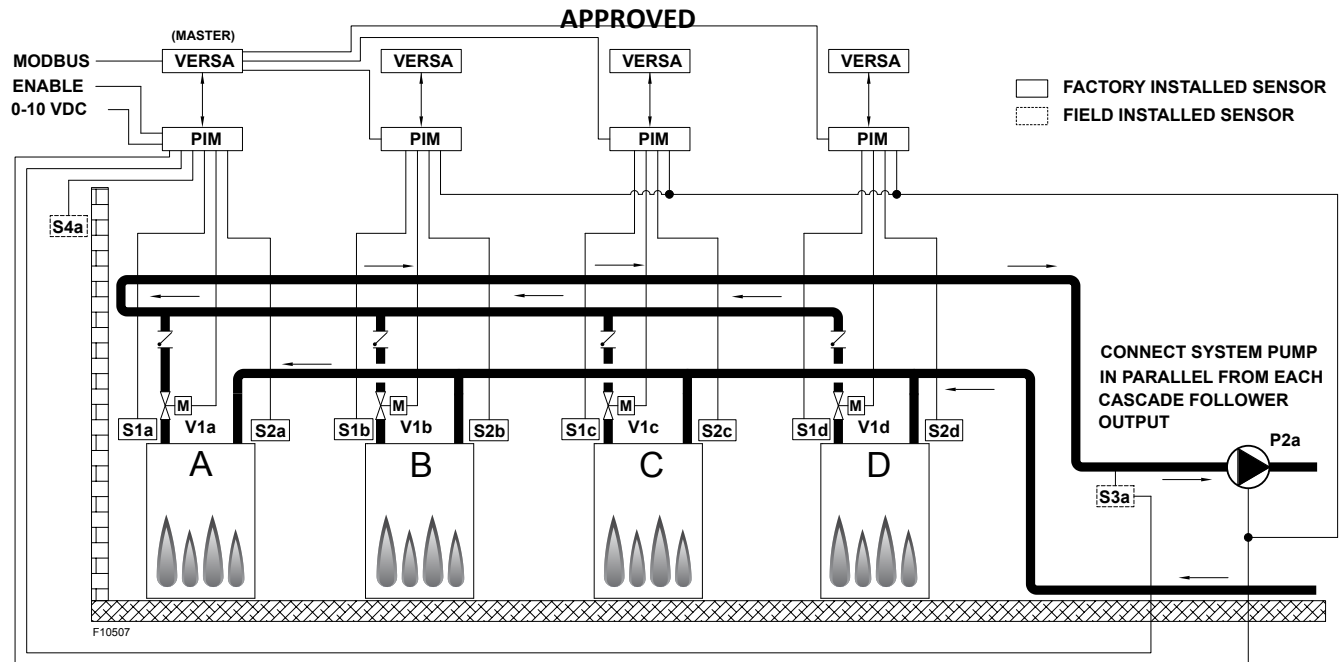 APPROVED
(MASTER)
MODBUS
VERSA
VERSA
VERSA
VERSA
ENABLE
0-10 VDC
FACTORY INSTALLED SENSOR
FIELD INSTALLED SENSOR
PIM
PIM
PIM
PIM
S4a
CONNECT SYSTEM PUMP
IN PARALLEL FROM EACH
CASCADE FOLLOWER
OUTPUT
M
M
M
M
S1a
V1a
S2a
S1b
V1b
S2b
S1c
V1c
S2c
S1d
V1d
S2d
P2a
A
B
C
D
S3a
F10507